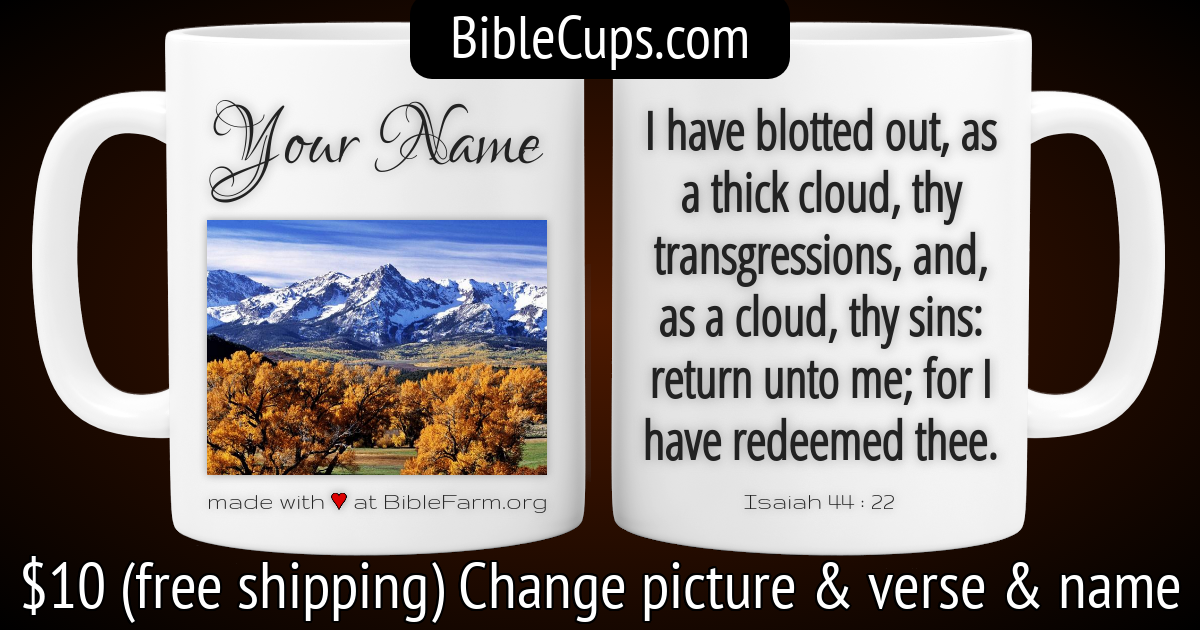 BibleCups.com
Your Name
made with ❤ at BibleFarm.org
I have blotted out, as
a thick cloud, thy
transgressions, and,
as a cloud, thy sins:
return unto me; for I
have redeemed thee.
Isaiah 44 : 22
$10 (free shipping) Change picture & verse & name